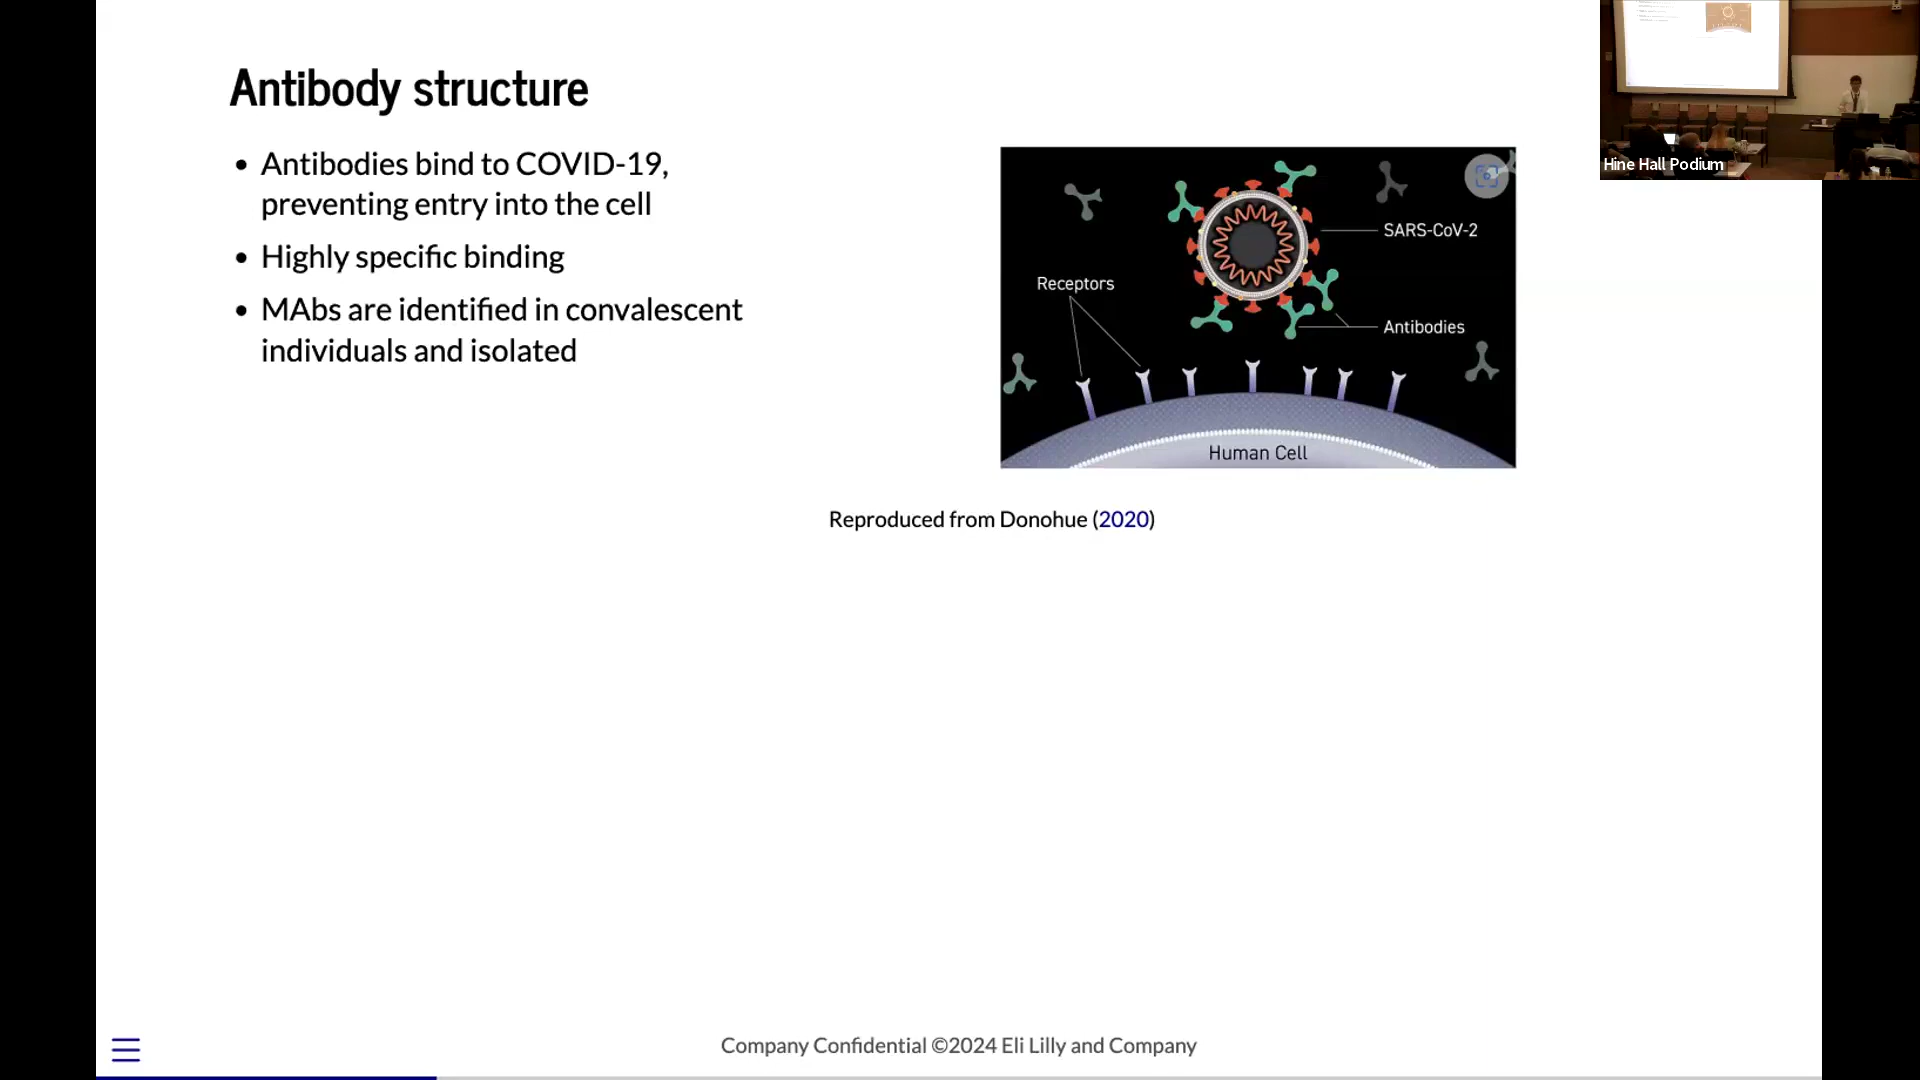 Antibody structure
• Antibodies bind to COVID-19,
preventing entry into the cell
• Highly specific binding
• MAbs are identified in convalescent
individuals and isolated
SARS-CoV-2
Receptors
Antibodies
Human Cell
Reproduced from Donohue (2020)
Hine Hall Podium
Company Confidential ©2024 Eli Lilly and Company